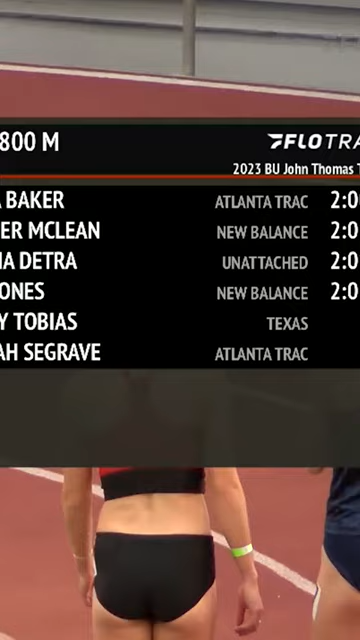 800 M
FLOTRA
2023 BU John Thomas T
A BAKER ATLANTA TRAC 2:0
ER MCLEAN NEW BALANCE 2:0
IA DETRA UNATTACHED 2:0
ONES NEW BALANCE 2:0
Y TOBIAS TEXAS
AH SEGRAVE ATLANTA TRAC